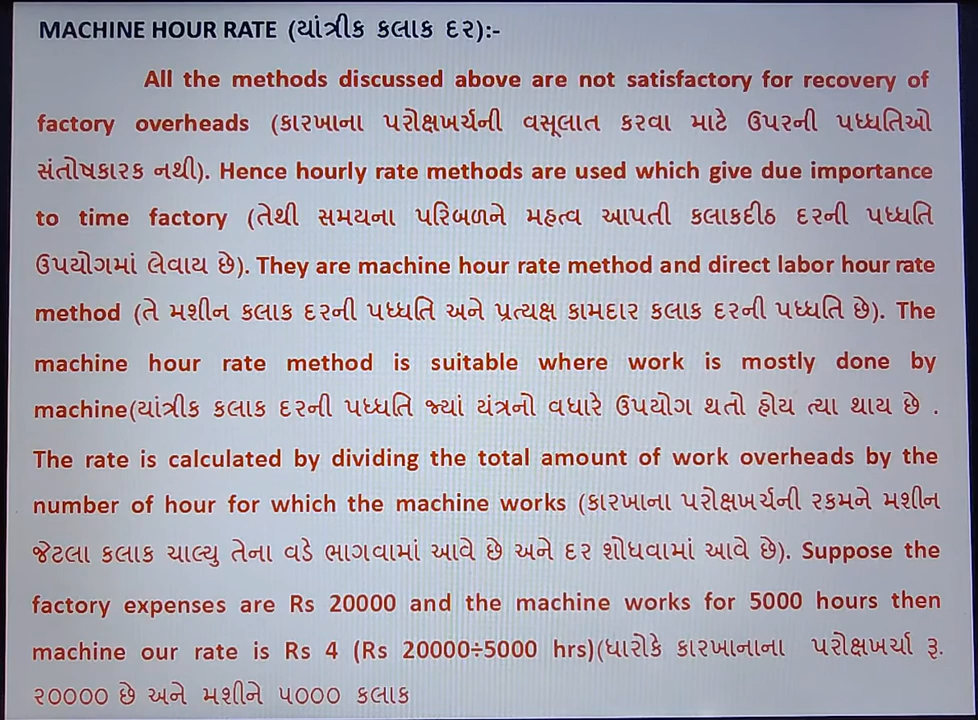 MACHINE HOUR RATE (યાંત્રીક કલાક દર):-
All the methods discussed above are not satisfactory for recovery of
factory overheads (કારખાના પરોક્ષખર્ચની વસૂલાત કરવા માટે ઉપરની પધ્ધતિઓ
સંતોષકારક નથી). Hence hourly rate methods are used which give due importance
to time factory (તેથી સમયના પરિબળને મહત્વ આપતી કલાકદીઠ દરની પધ્ધતિ
ઉપયોગમાં લેવાય છે). They are machine hour rate method and direct labor hour rate
method (તે મશીન કલાક દરની પધ્ધતિ અને પ્રત્યક્ષ કામદાર કલાક દરની પધ્ધતિ છે). The
machine hour rate method is suitable where work is mostly done by
machine(યાંત્રીક કલાક દરની પધ્ધતિ જ્યાં યંત્રનો વધારે ઉપયોગ થતો હોય ત્યા થાય છે .
The rate is calculated by dividing the total amount of work overheads by the
number of hour for which the machine works (કારખાના પરોક્ષખર્ચની રકમને મશીન
જેટલા કલાક ચાલ્યુ તેના વડે ભાગવામાં આવે છે અને દર શોધવામાં આવે છે). Suppose the
factory expenses are Rs 20000 and the machine works for 5000 hours then
machine our rate is Rs 4 (Rs 20000÷5000 hrs)(ધારોકે કારખાનાના પરોક્ષખર્ચા રૂ.
૨૦૦૦૦ છે અને મશીને ૫૦૦૦ કલાક